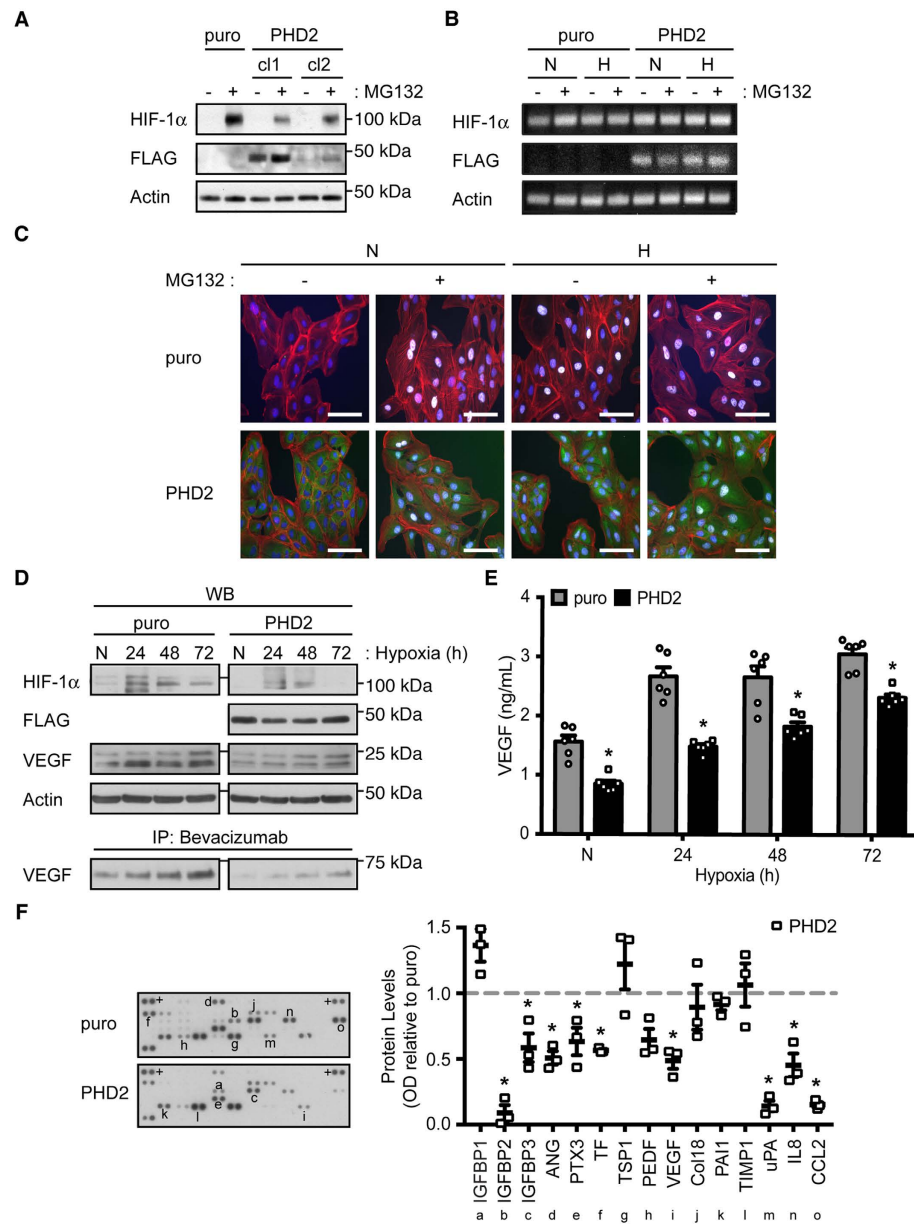 A
puro PHD2
cl1 cl2
- + - + - + : MG132
HIF-1α 100 kDa
FLAG 50 kDa
Actin 50 kDa
B
puro PHD2
N H N H
- + - + - + - + : MG132
HIF-1α
FLAG
Actin
C
N H
MG132 : - + - +
puro
PHD2
D
WB
puro PHD2
N 24 48 72 N 24 48 72 : Hypoxia (h)
HIF-1α 100 kDa
FLAG 50 kDa
VEGF 25 kDa
Actin 50 kDa
IP: Bevacizumab
VEGF 75 kDa
E
puro PHD2
VEGF (ng/mL)
4
3
2
1
0
* * * *
N 24 48 72
Hypoxia (h)
F
puro
+ d j + f b n o h g m
PHD2
+ a + c e k l i
PHD2
Protein Levels
(OD relative to puro)
1.5
1.0
0.5
0.0
* * * * * * * * *
IGFBP1 IGFBP2 IGFBP3 ANG PTX3 TF TSP1 PEDF VEGF Col18 PAI1 TIMP1 uPA IL8 CCL2
a b c d e f g h i j k l m n o